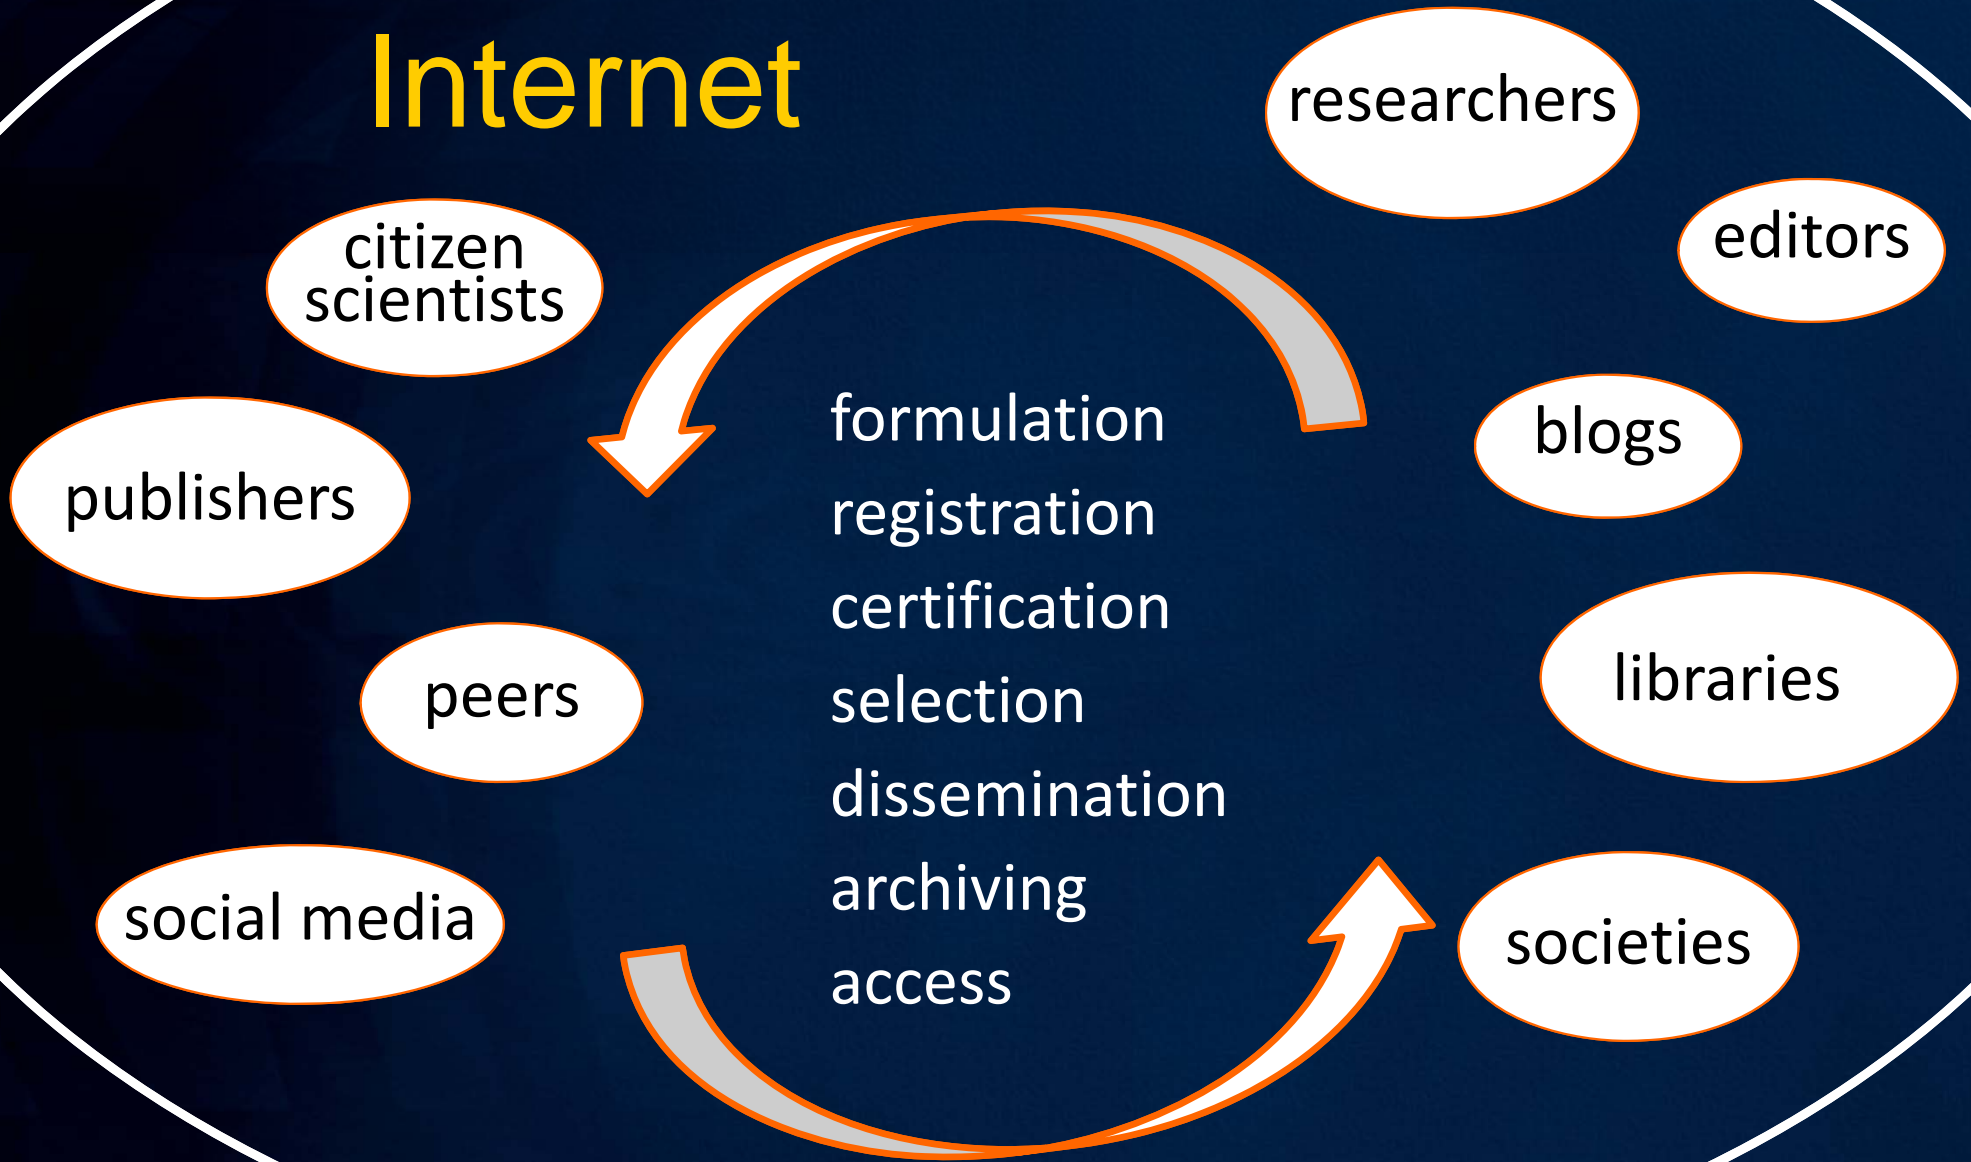 Internet
researchers
editors
citizen
scientists
blogs
publishers
peers
libraries
social media
societies
formulation
registration
certification
selection
dissemination
archiving
access